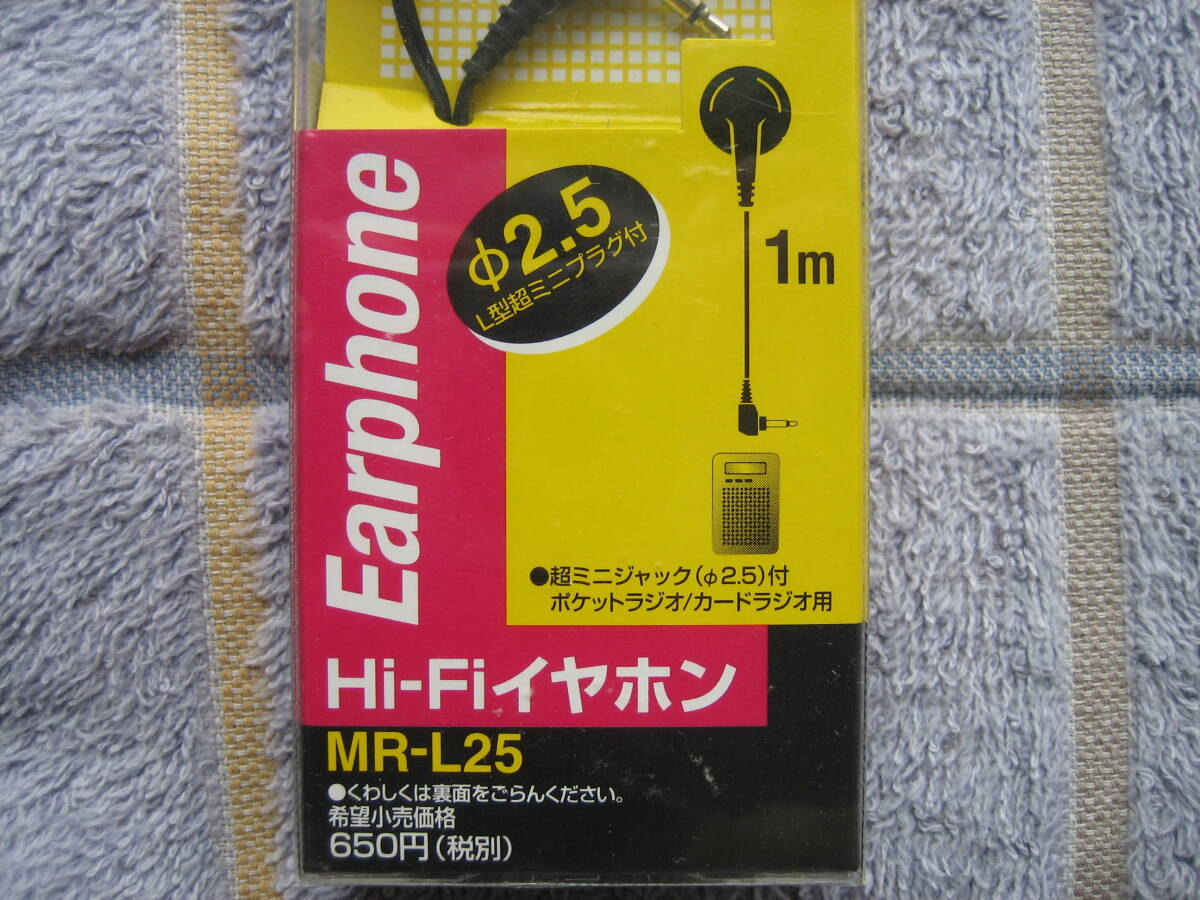 Earphone
φ2.5
L型超ミニプラグ付
1m
●超ミニジャック(φ2.5)付
ポケットラジオ/カードラジオ用
Hi-Fiイヤホン
MR-L25
●くわしくは裏面をごらんください。
希望小売価格
650円(税別)